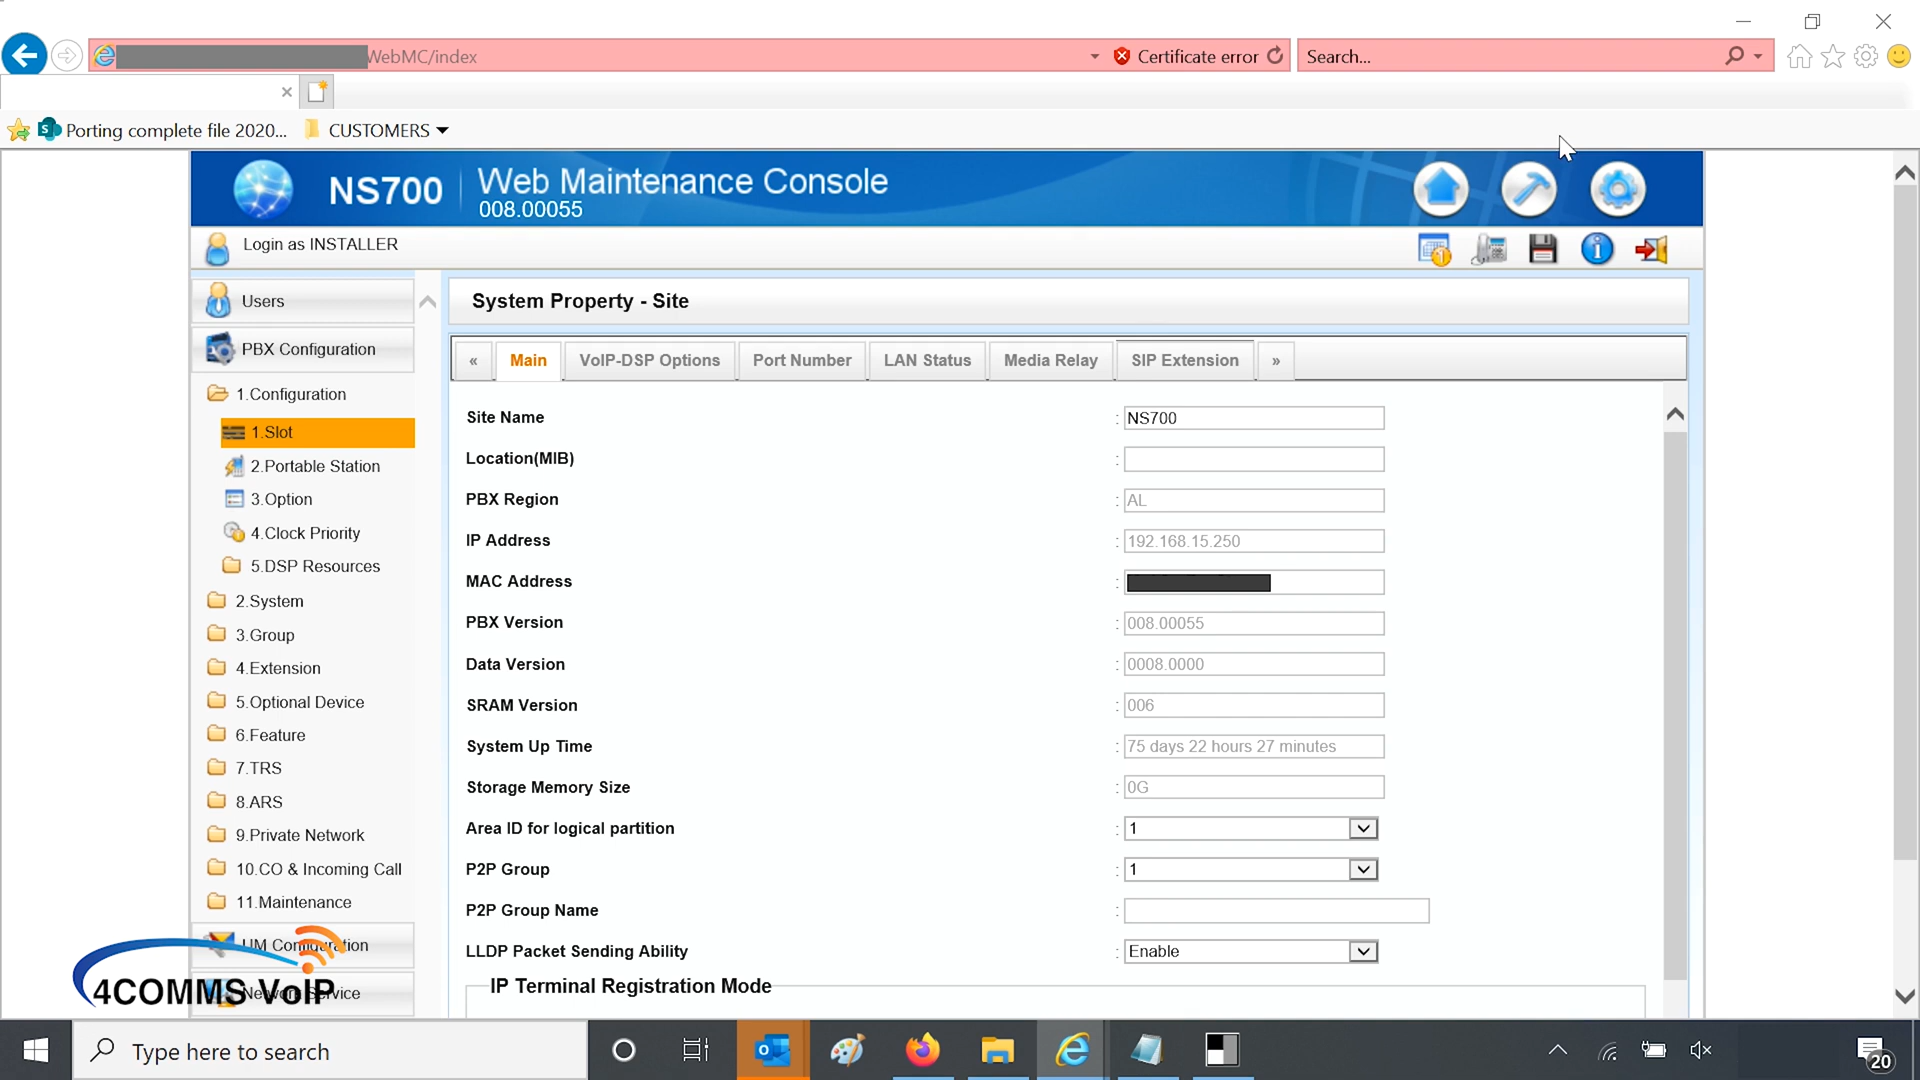 WebMC/index
Certificate error
Search...
Porting complete file 2020...
CUSTOMERS
NS700
Web Maintenance Console
008.00055
Login as INSTALLER
Users
System Property - Site
PBX Configuration
« Main VoIP-DSP Options Port Number LAN Status Media Relay SIP Extension »
1.Configuration
1.Slot
2.Portable Station
3.Option
4.Clock Priority
5.DSP Resources
2.System
3.Group
4.Extension
5.Optional Device
6.Feature
7.TRS
8.ARS
9.Private Network
10.CO & Incoming Call
11.Maintenance
UM Configuration
Network Service
4COMMS VoIP
Site Name : NS700
Location(MIB) :
PBX Region : AL
IP Address : 192.168.15.250
MAC Address :
PBX Version : 008.00055
Data Version : 0008.0000
SRAM Version : 006
System Up Time : 75 days 22 hours 27 minutes
Storage Memory Size : 0G
Area ID for logical partition : 1
P2P Group : 1
P2P Group Name :
LLDP Packet Sending Ability : Enable
IP Terminal Registration Mode
Type here to search
20